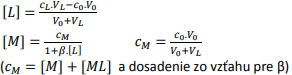 [L] = (c_L.V_L − c_0.V_0) / (V_0+V_L)
[M] = c_M / (1+β.[L])     c_M = c_0.V_0 / (V_0+V_L)
(c_M = [M] + [ML] a dosadenie zo vzťahu pre β)